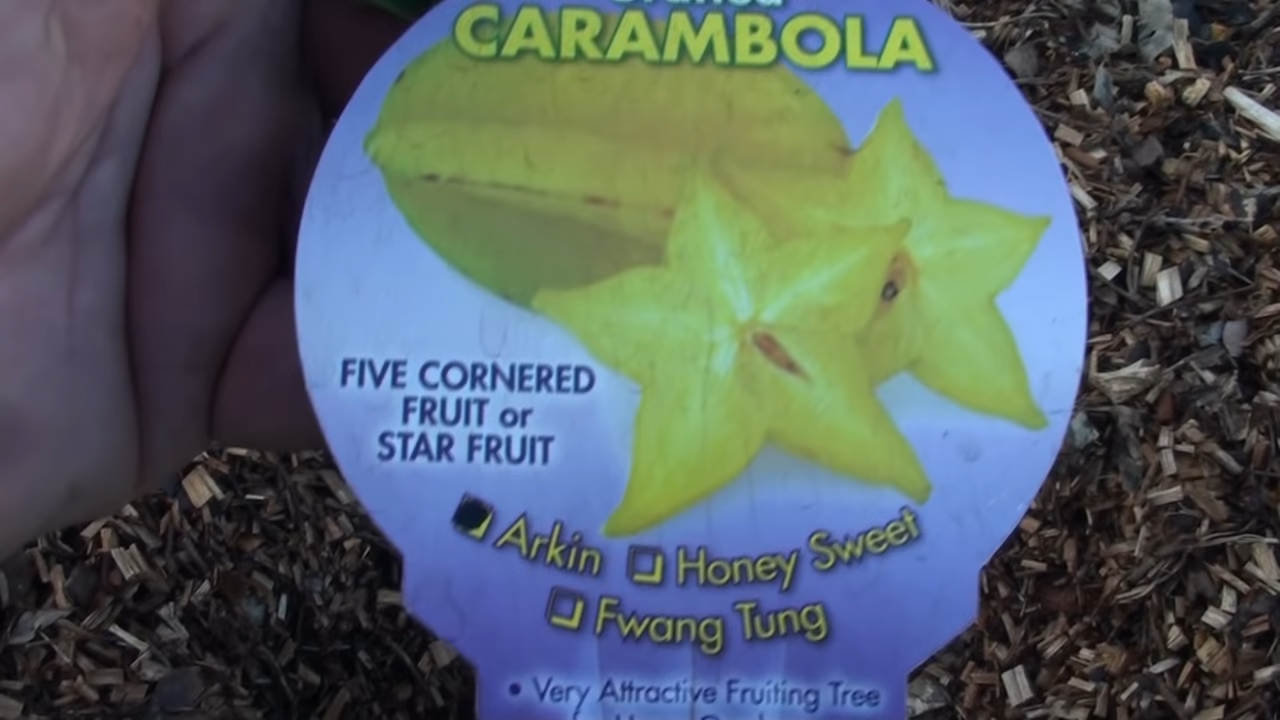 CARAMBOLA
FIVE CORNERED
FRUIT or
STAR FRUIT
Arkin Honey Sweet
Fwang Tung
• Very Attractive Fruiting Tree